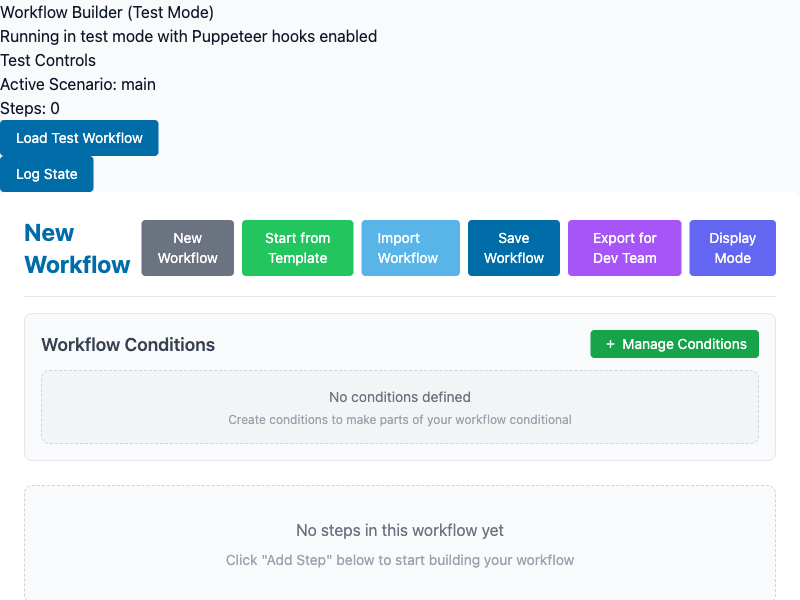 Workflow Builder (Test Mode)
Running in test mode with Puppeteer hooks enabled
Test Controls
Active Scenario: main
Steps: 0
Load Test Workflow
Log State
New
Workflow
New
Workflow
Start from
Template
Import
Workflow
Save
Workflow
Export for
Dev Team
Display
Mode
Workflow Conditions
+ Manage Conditions
No conditions defined
Create conditions to make parts of your workflow conditional
No steps in this workflow yet
Click "Add Step" below to start building your workflow